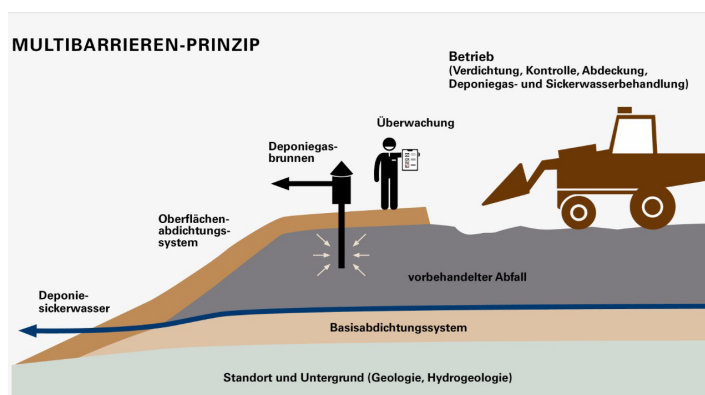 MULTIBARRIEREN-PRINZIP
Betrieb
(Verdichtung, Kontrolle, Abdeckung,
Deponiegas- und Sickerwasserbehandlung)
Überwachung
Deponiegas-
brunnen
Oberflächen-
abdichtungs-
system
vorbehandelter Abfall
Deponie-
sickerwasser
Basisabdichtungssystem
Standort und Untergrund (Geologie, Hydrogeologie)